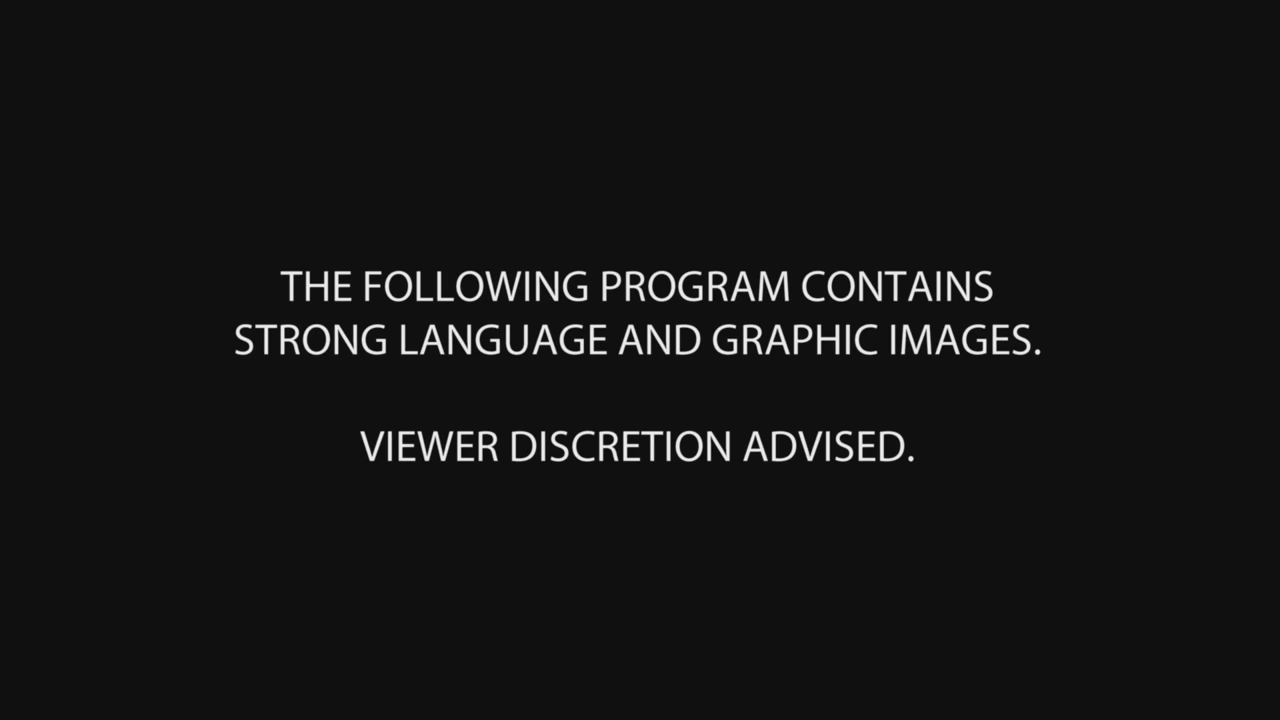 THE FOLLOWING PROGRAM CONTAINS
STRONG LANGUAGE AND GRAPHIC IMAGES.
VIEWER DISCRETION ADVISED.